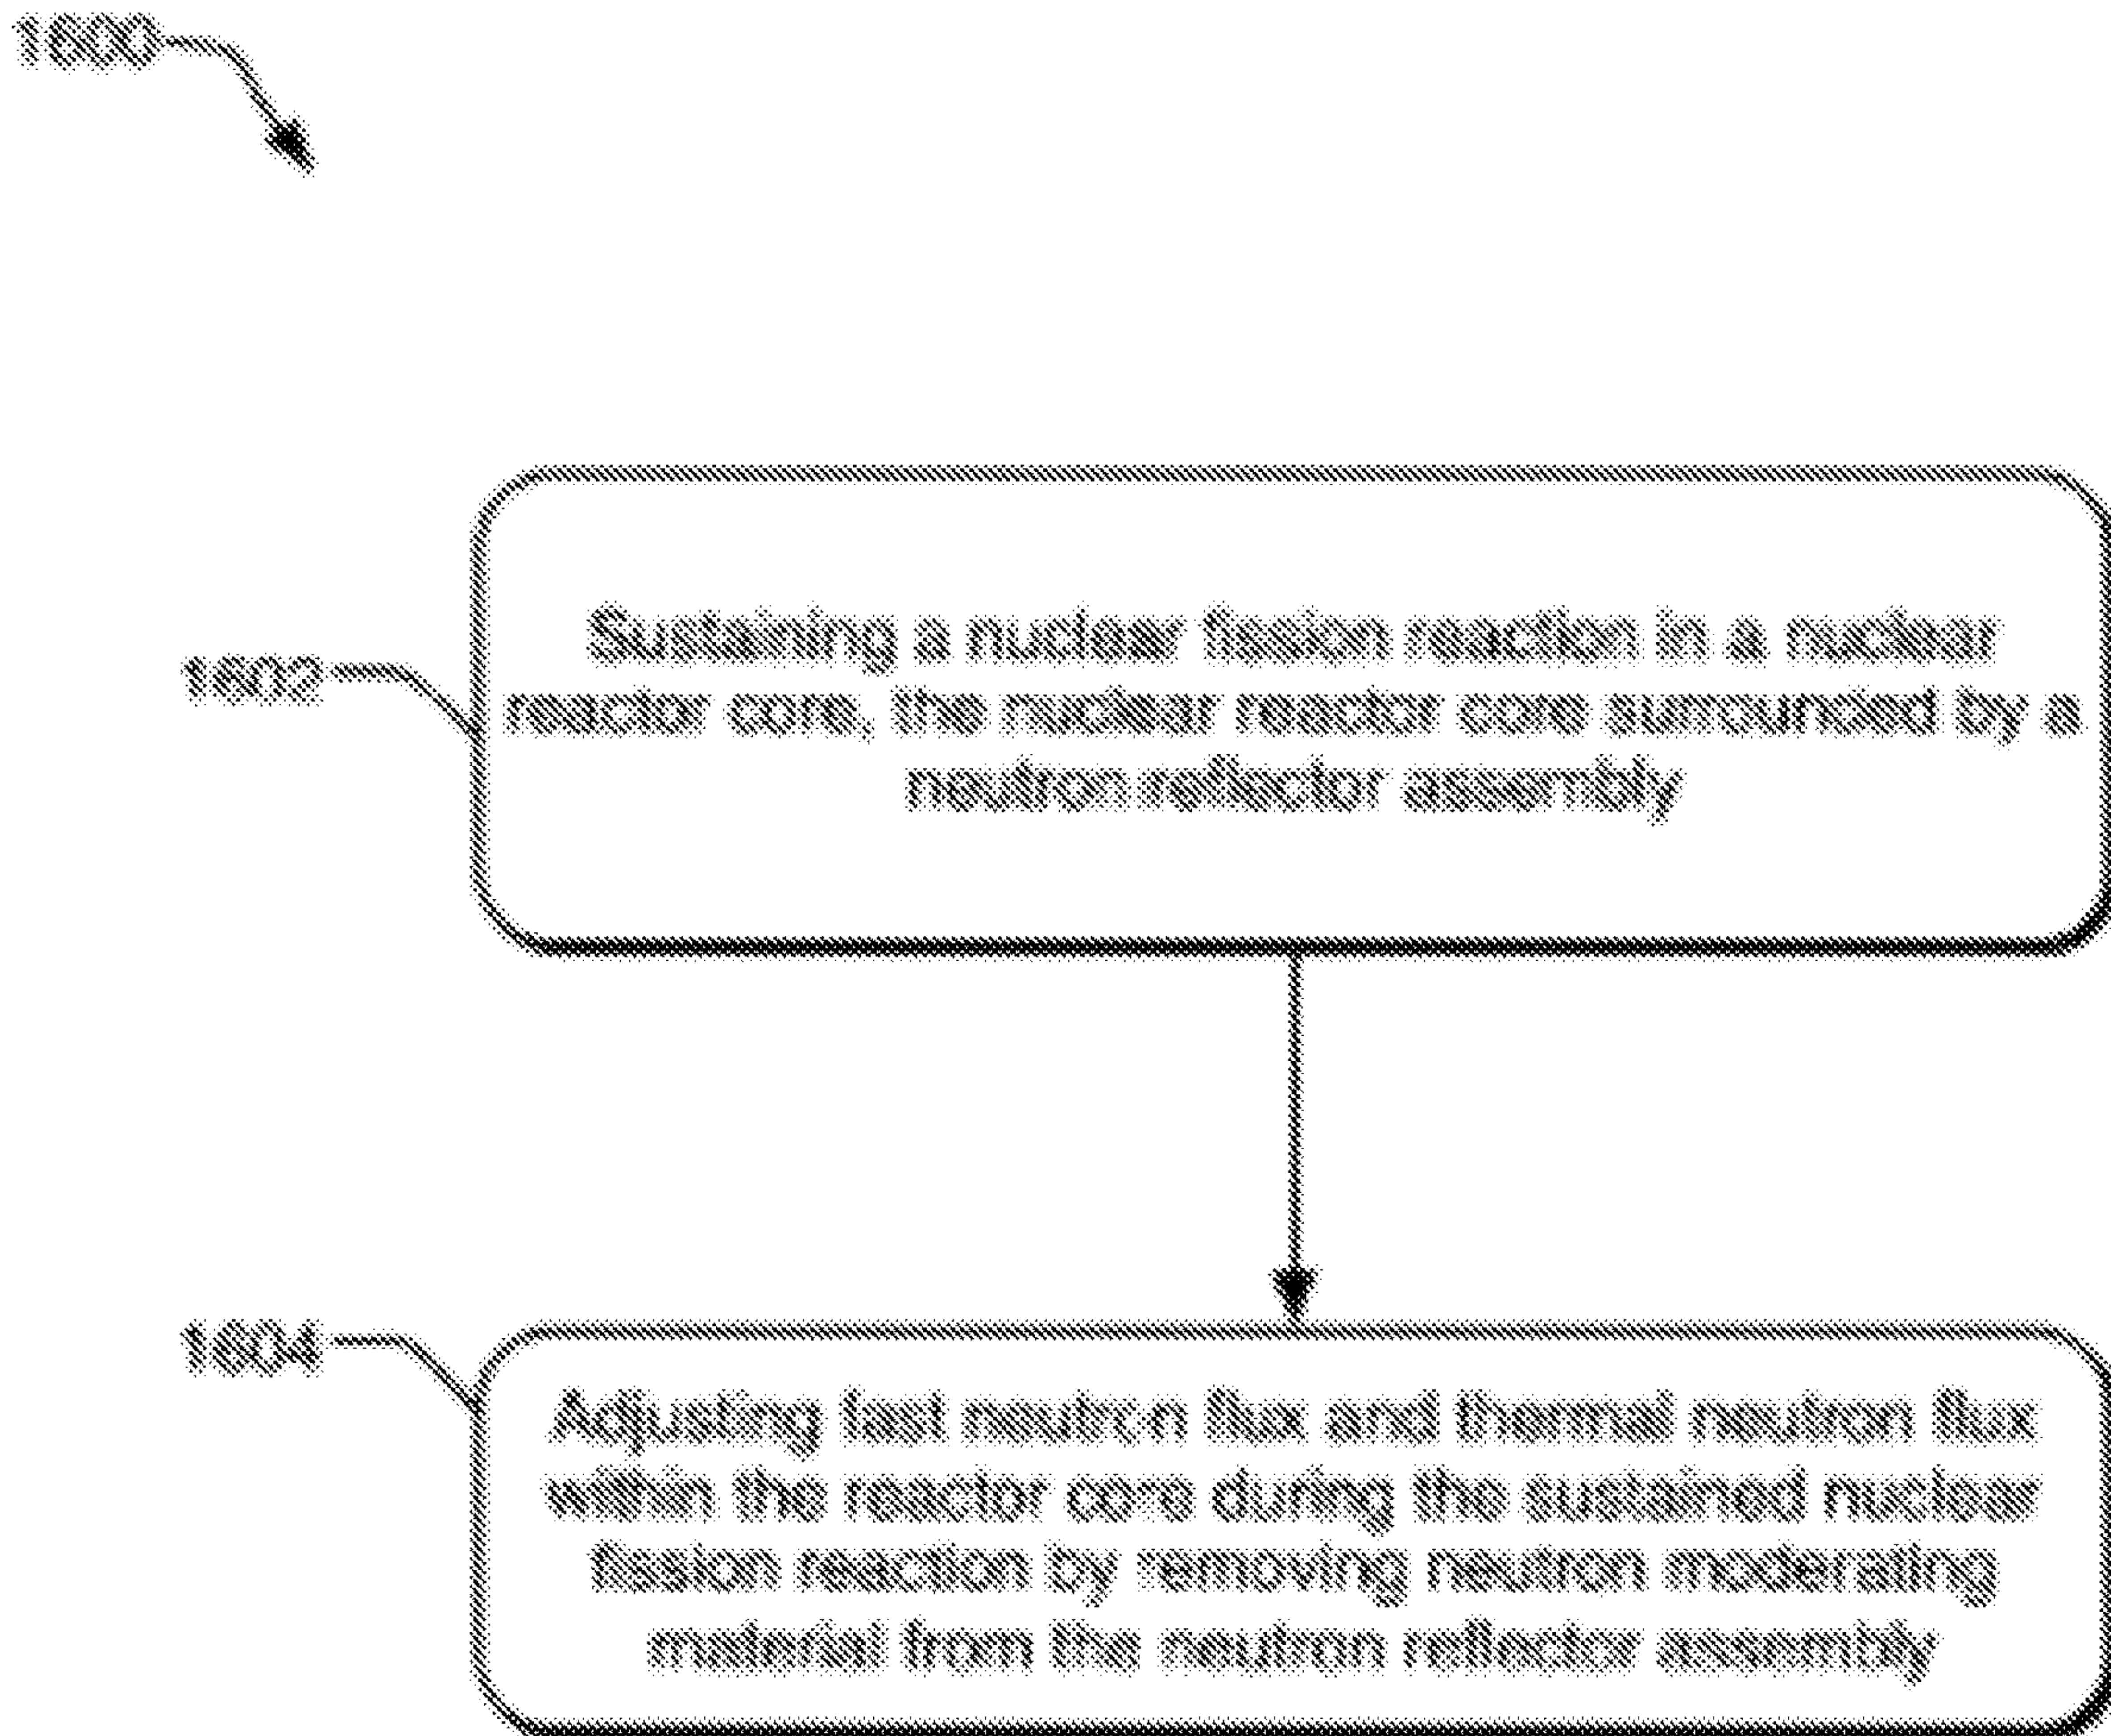 1600
1602
Sustaining a nuclear fission reaction in a nuclear
reactor core, the nuclear reactor core surrounded by a
neutron reflector assembly
1604
Adjusting fast neutron flux and thermal neutron flux
within the reactor core during the sustained nuclear
fission reaction by removing neutron moderating
material from the neutron reflector assembly